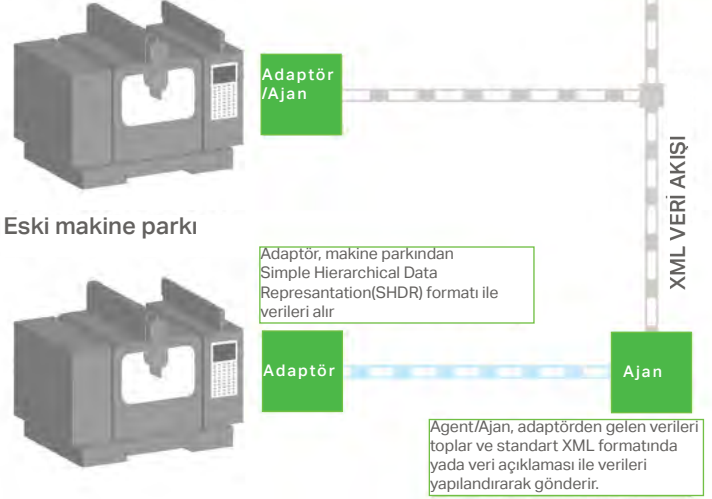 Adaptör
/Ajan
XML VERİ AKIŞI
Eski makine parkı
Adaptör, makine parkından
Simple Hierarchical Data
Represantation(SHDR) formatı ile
verileri alır
Adaptör
Ajan
Agent/Ajan, adaptörden gelen verileri
toplar ve standart XML formatında
yada veri açıklaması ile verileri
yapılandırarak gönderir.